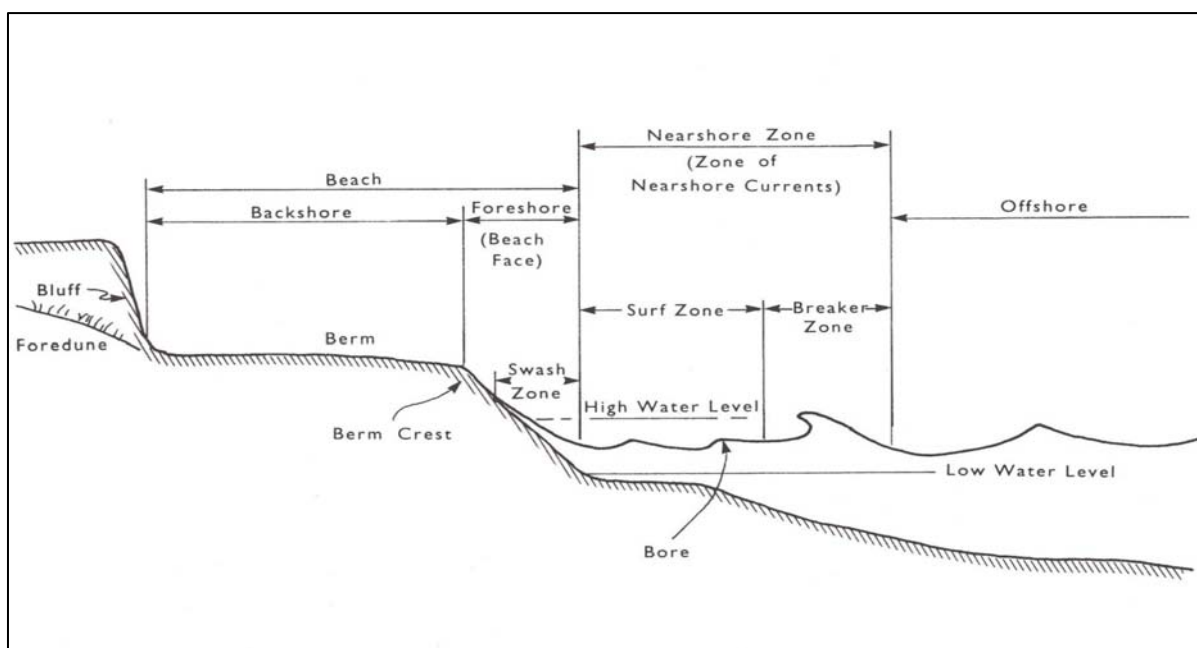 Nearshore Zone
(Zone of
Nearshore Currents)
Beach
Backshore
Foreshore
(Beach
Face)
Offshore
Bluff
Foredune
Surf Zone
Breaker
Zone
Berm
Swash
Zone
High Water Level
Berm Crest
Low Water Level
Bore